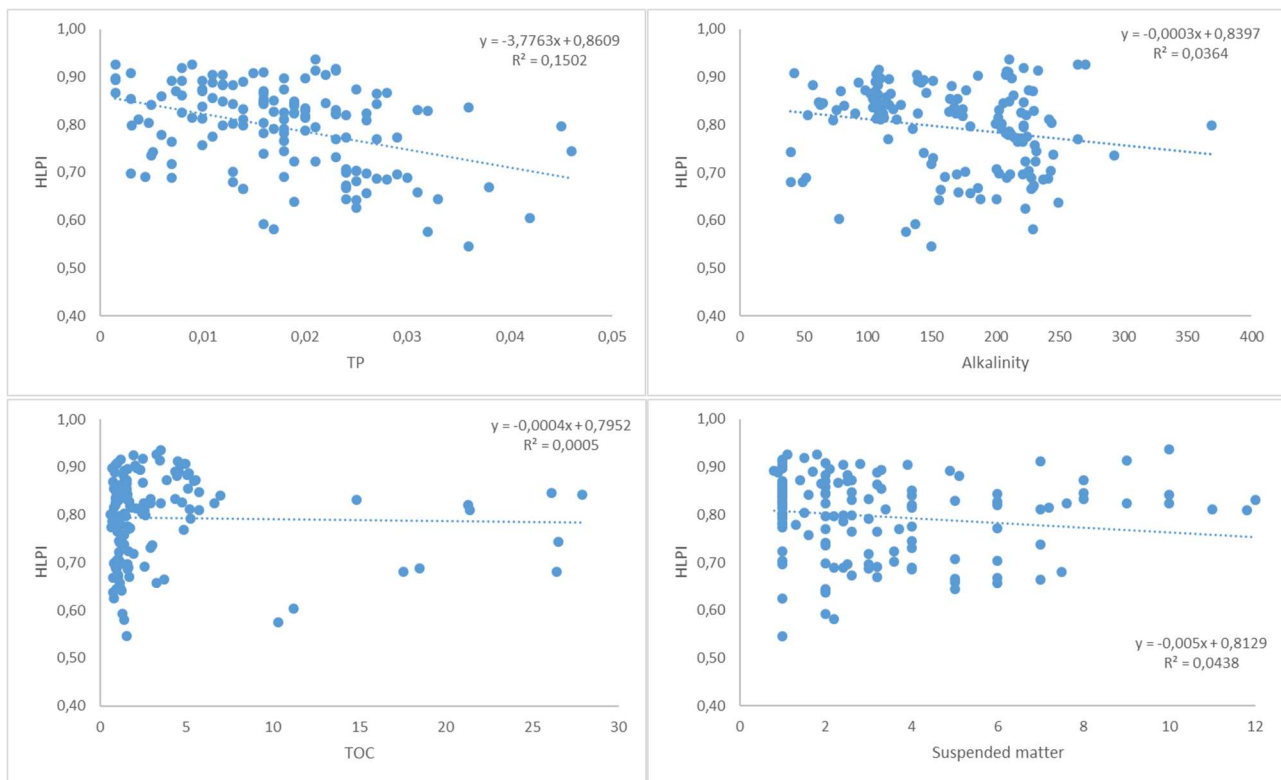 1,00
0,90
0,80
0,70
0,60
0,50
0,40
HLPI
y = -3,7763x + 0,8609
R² = 0,1502
0 0,01 0,02 0,03 0,04 0,05
TP
1,00
0,90
0,80
0,70
0,60
0,50
0,40
HLPI
y = -0,0003x + 0,8397
R² = 0,0364
0 50 100 150 200 250 300 350 400
Alkalinity
1,00
0,90
0,80
0,70
0,60
0,50
0,40
HLPI
y = -0,0004x + 0,7952
R² = 0,0005
0 5 10 15 20 25 30
TOC
1,00
0,90
0,80
0,70
0,60
0,50
0,40
HLPI
y = -0,005x + 0,8129
R² = 0,0438
0 2 4 6 8 10 12
Suspended matter